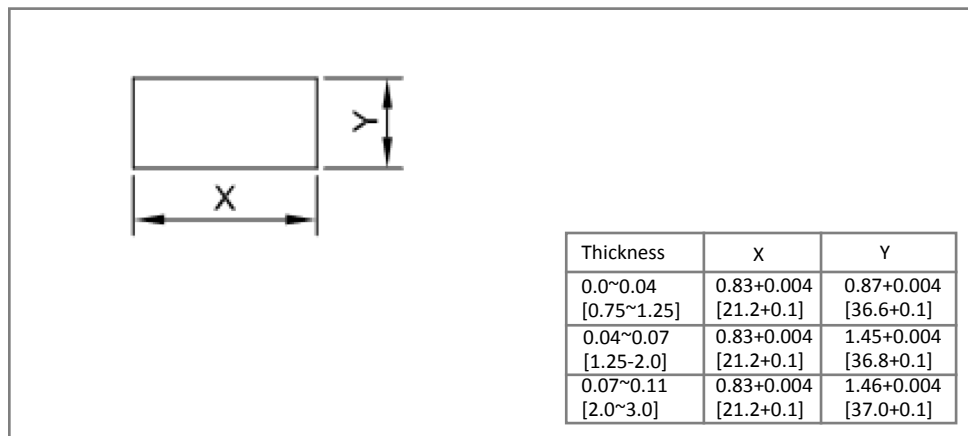 Y
X
Thickness X Y
0.0~0.04 0.83+0.004 0.87+0.004
[0.75~1.25] [21.2+0.1] [36.6+0.1]
0.04~0.07 0.83+0.004 1.45+0.004
[1.25-2.0] [21.2+0.1] [36.8+0.1]
0.07~0.11 0.83+0.004 1.46+0.004
[2.0~3.0] [21.2+0.1] [37.0+0.1]